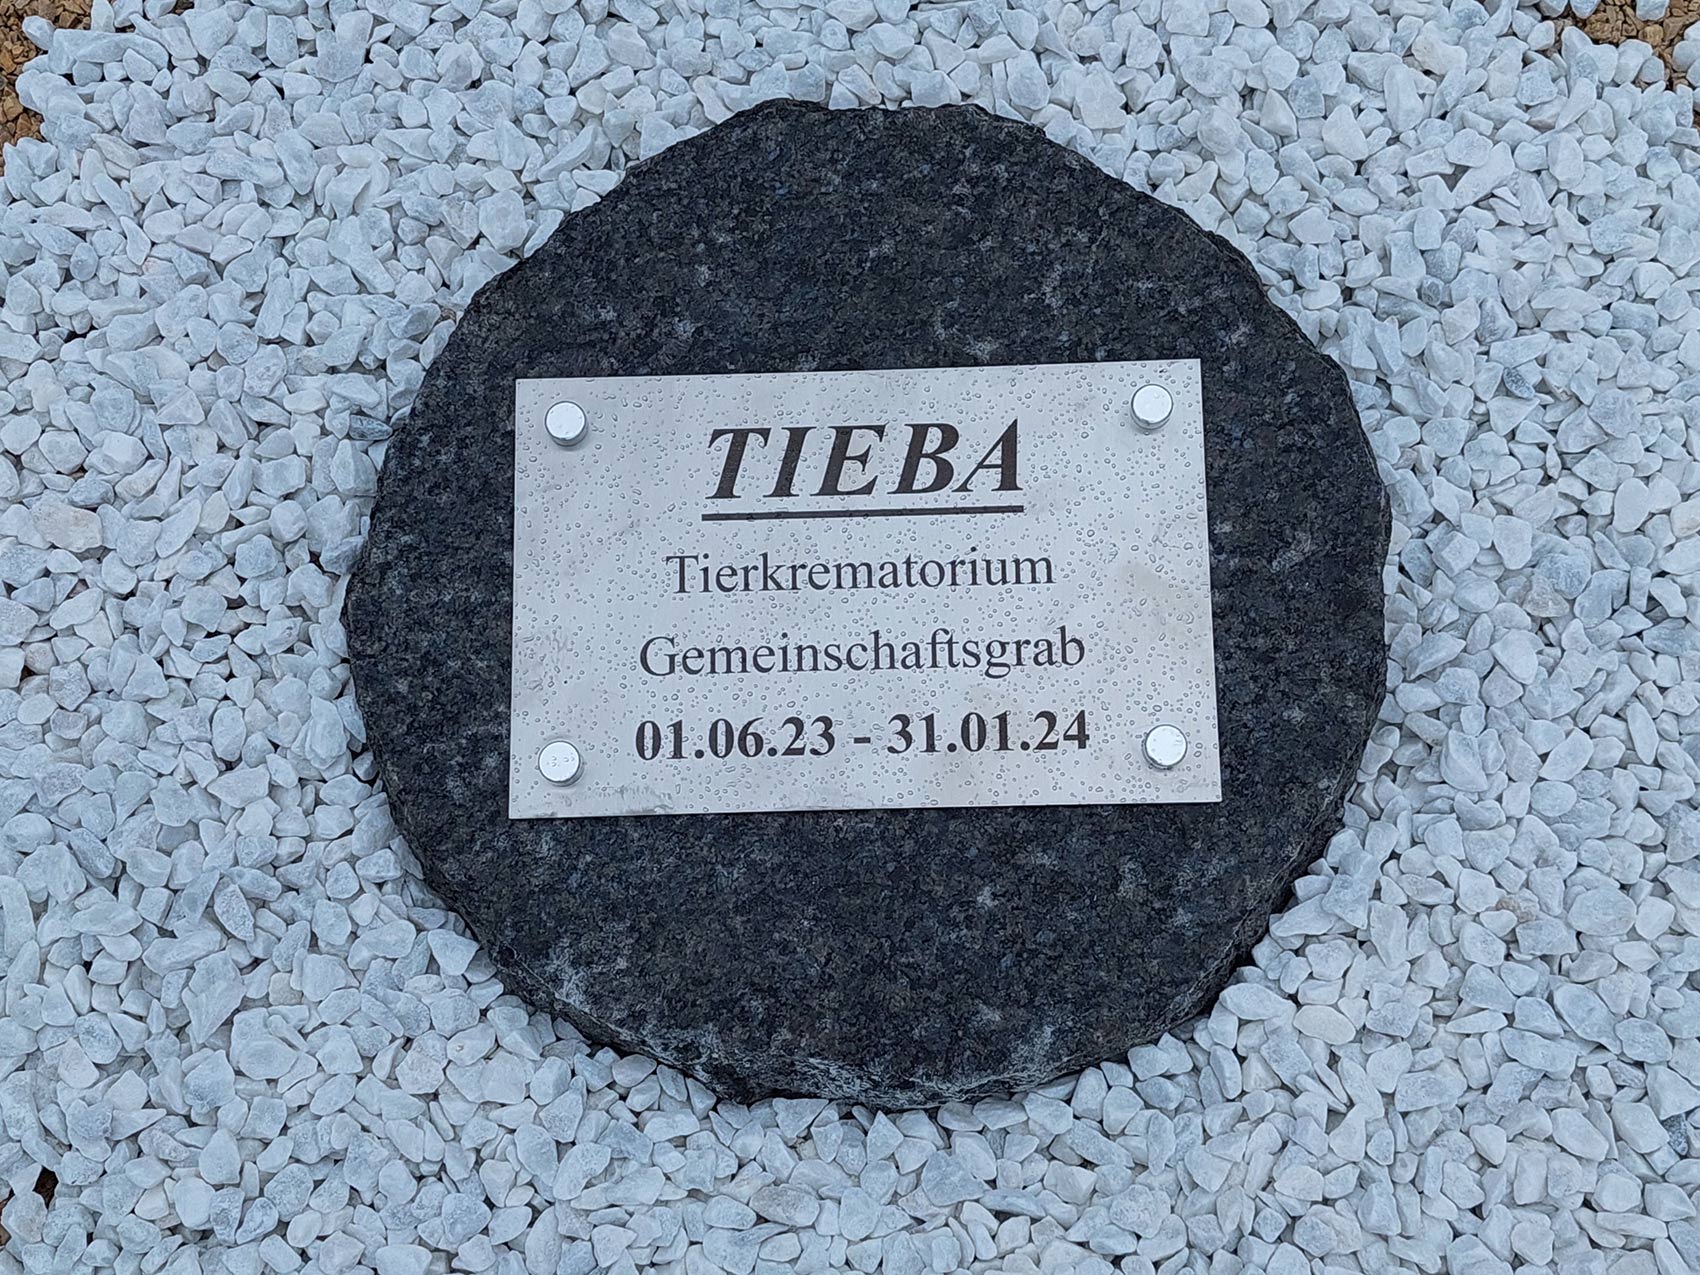 TIEBA
Tierkrematorium
Gemeinschaftsgrab
01.06.23 - 31.01.24